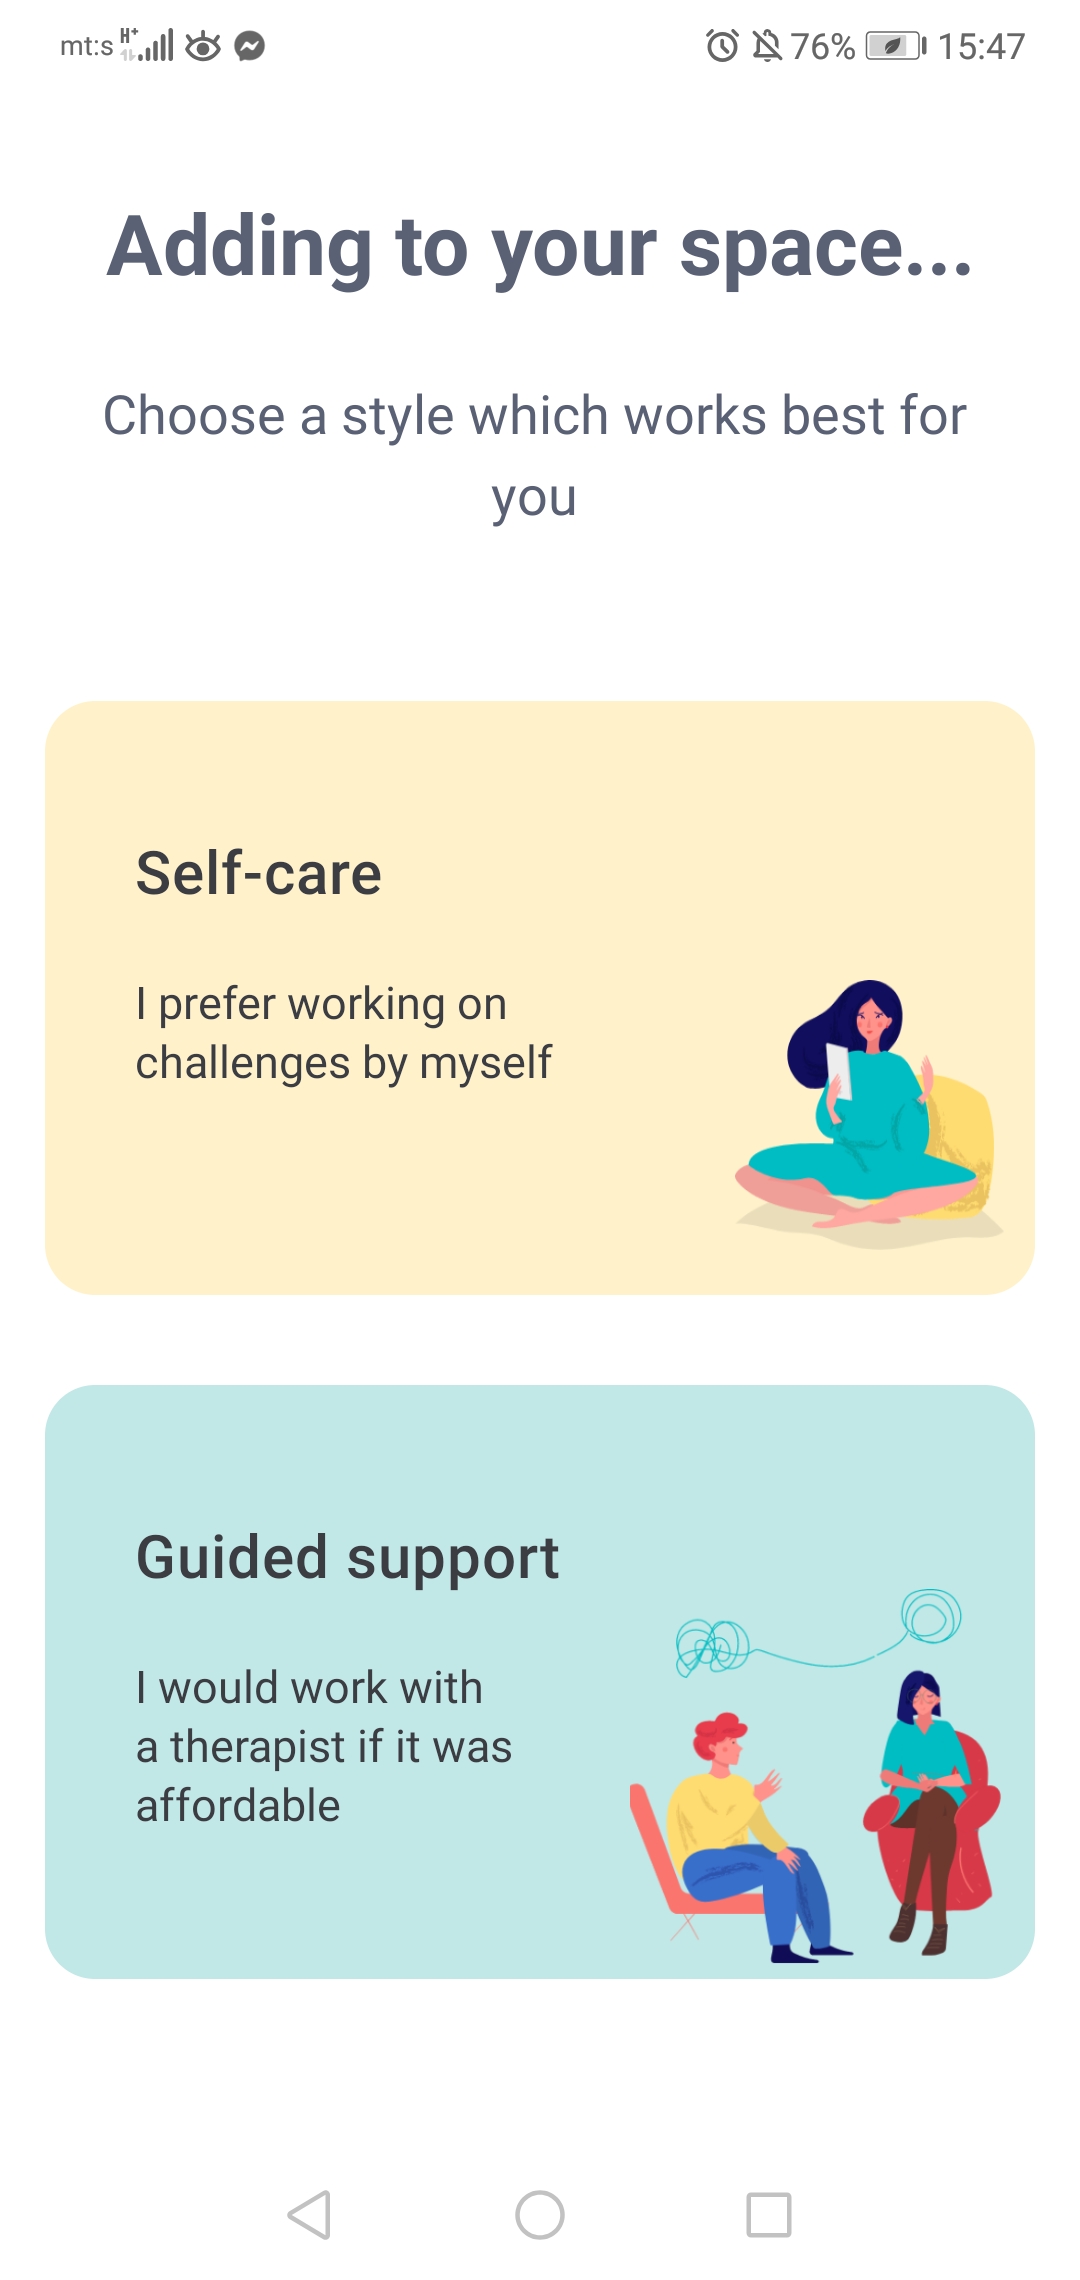 mt:s H+ 76% 15:47
Adding to your space...
Choose a style which works best for
you
Self-care
I prefer working on
challenges by myself
Guided support
I would work with
a therapist if it was
affordable